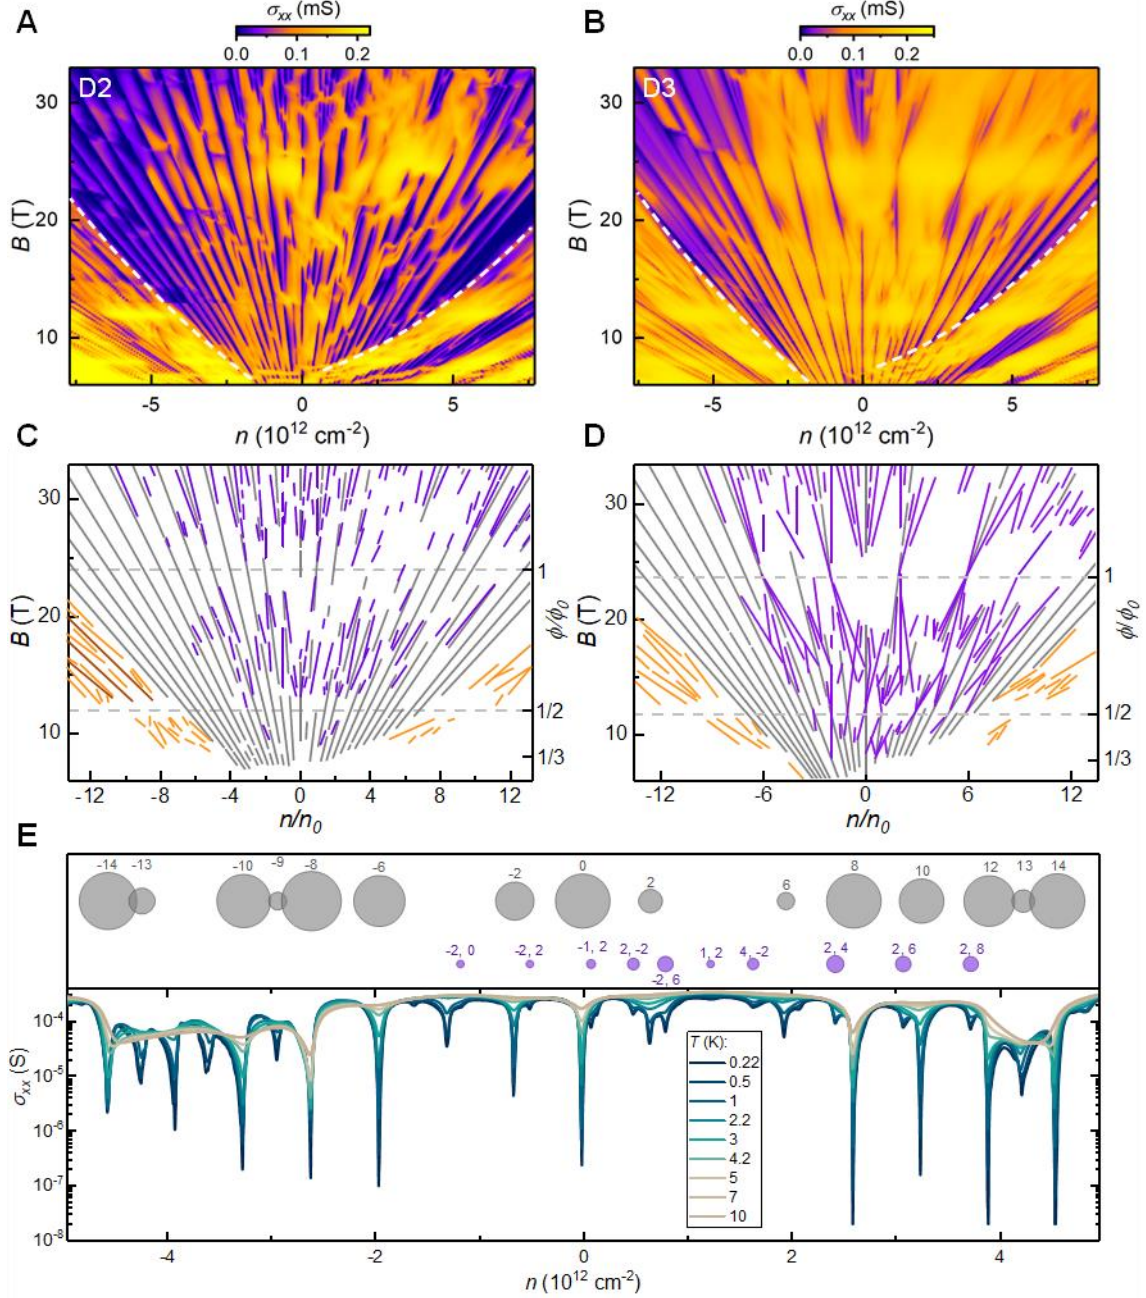 A
σxx (mS)
0.0 0.1 0.2
D2
B (T)
30
20
10
-5 0 5
n (10^12 cm^-2)
B
σxx (mS)
0.0 0.1 0.2
D3
B (T)
30
20
10
-5 0 5
n (10^12 cm^-2)
C
B (T)
30
20
10
1
ϕ/ϕ0
1/2
1/3
-12 -8 -4 0 4 8 12
n/n0
D
B (T)
30
20
10
1
ϕ/ϕ0
1/2
1/3
-12 -6 0 6 12
n/n0
E
-14 -13 -10 -9 -8 -6 -2 0 2 6 8 10 12 13 14
-2, 0 -2, 2 -1, 2 2, -2 -2, 6 1, 2 4, -2 2, 4 2, 6 2, 8
σxx (S)
10^-4
10^-5
10^-6
10^-7
10^-8
T (K):
0.22
0.5
1
2.2
3
4.2
5
7
10
-4 -2 0 2 4
n (10^12 cm^-2)